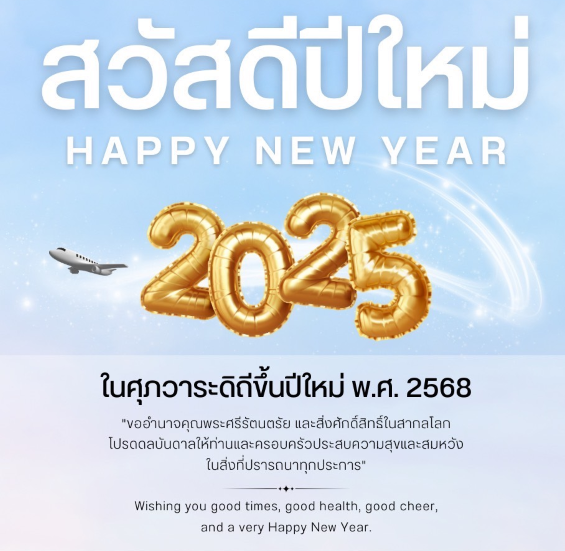 สวัสดีปีใหม่
HAPPY NEW YEAR
2025
ในศุภวาระดิถีขึ้นปีใหม่ พ.ศ. 2568
"ขออำนาจคุณพระศรีรัตนตรัย และสิ่งศักดิ์สิทธิ์ในสากลโลก
โปรดดลบันดาลให้ท่านและครอบครัวประสบความสุขและสมหวัง
ในสิ่งที่ปรารถนาทุกประการ"
Wishing you good times, good health, good cheer,
and a very Happy New Year.